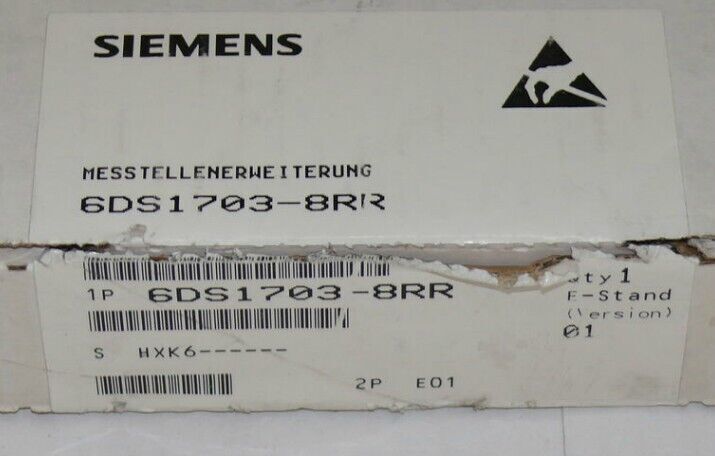 SIEMENS
MESSTELLENERWEITERUNG
6DS1703-8RR
1P 6DS1703-8RR
Qty 1
E-Stand
(Version)
01
S HXK6------
2P E01